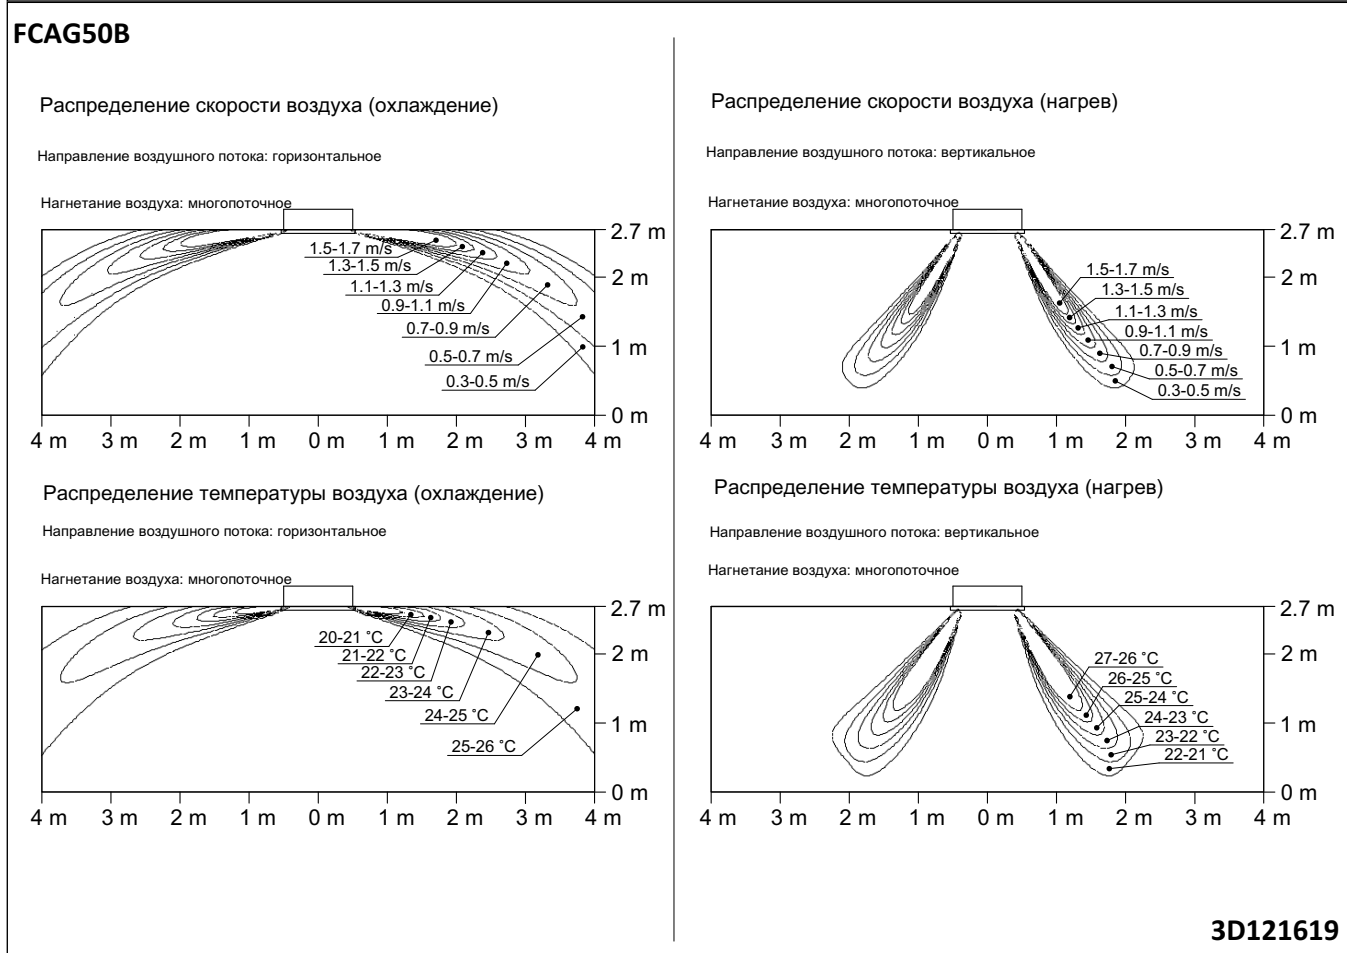 FCAG50B
Распределение скорости воздуха (охлаждение)
Направление воздушного потока: горизонтальное
Нагнетание воздуха: многопоточное
1.5-1.7 m/s
1.3-1.5 m/s
1.1-1.3 m/s
0.9-1.1 m/s
0.7-0.9 m/s
0.5-0.7 m/s
0.3-0.5 m/s
2.7 m
2 m
1 m
0 m
4 m 3 m 2 m 1 m 0 m 1 m 2 m 3 m 4 m
Распределение температуры воздуха (охлаждение)
Направление воздушного потока: горизонтальное
Нагнетание воздуха: многопоточное
20-21 ˚C
21-22 ˚C
22-23 ˚C
23-24 ˚C
24-25 ˚C
25-26 ˚C
2.7 m
2 m
1 m
0 m
4 m 3 m 2 m 1 m 0 m 1 m 2 m 3 m 4 m
Распределение скорости воздуха (нагрев)
Направление воздушного потока: вертикальное
Нагнетание воздуха: многопоточное
1.5-1.7 m/s
1.3-1.5 m/s
1.1-1.3 m/s
0.9-1.1 m/s
0.7-0.9 m/s
0.5-0.7 m/s
0.3-0.5 m/s
2.7 m
2 m
1 m
0 m
4 m 3 m 2 m 1 m 0 m 1 m 2 m 3 m 4 m
Распределение температуры воздуха (нагрев)
Направление воздушного потока: вертикальное
Нагнетание воздуха: многопоточное
27-26 ˚C
26-25 ˚C
25-24 ˚C
24-23 ˚C
23-22 ˚C
22-21 ˚C
2.7 m
2 m
1 m
0 m
4 m 3 m 2 m 1 m 0 m 1 m 2 m 3 m 4 m
3D121619